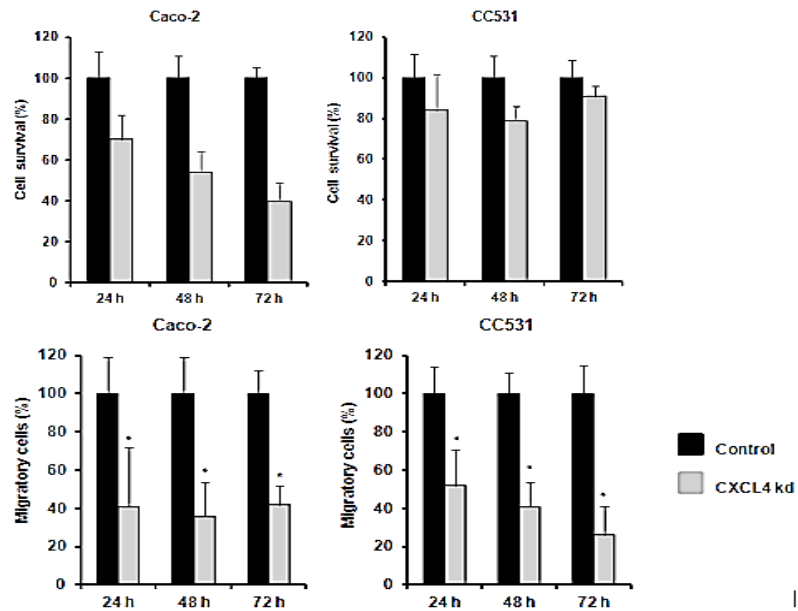 Caco-2
CC531
120
100
80
60
40
20
0
Cell survival (%)
24 h
48 h
72 h
120
100
80
60
40
20
0
Cell survival (%)
24 h
48 h
72 h
Caco-2
CC531
120
100
80
60
40
20
0
Migratory cells (%)
*
*
*
24 h
48 h
72 h
120
100
80
60
40
20
0
Migratory cells (%)
*
*
*
24 h
48 h
72 h
Control
CXCL4 kd